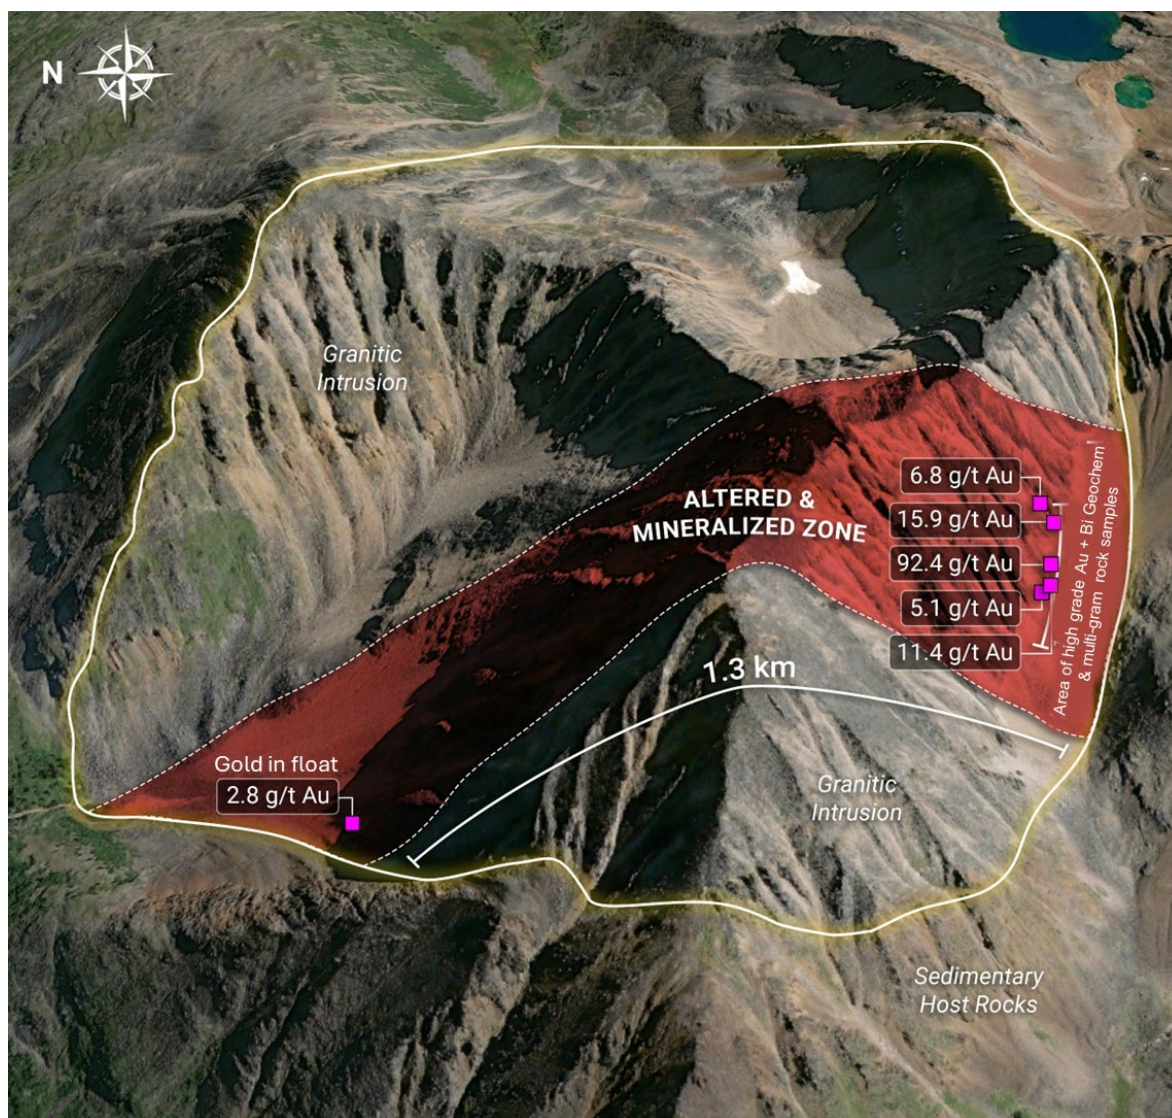 N
Granitic
Intrusion
ALTERED &
MINERALIZED ZONE
6.8 g/t Au
15.9 g/t Au
92.4 g/t Au
5.1 g/t Au
11.4 g/t Au
Area of high grade Au + Bi Geochem
& multi-gram rock samples
1.3 km
Gold in float
2.8 g/t Au
Granitic
Intrusion
Sedimentary
Host Rocks